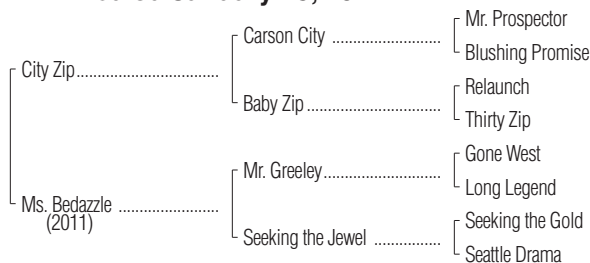 Mr. Prospector
Carson City ................................
Blushing Promise
City Zip.........................................
Relaunch
Baby Zip .......................................
Thirty Zip
Gone West
Mr. Greeley..................................
Long Legend
Ms. Bedazzle .............................
(2011)
Seeking the Gold
Seeking the Jewel ...................
Seattle Drama